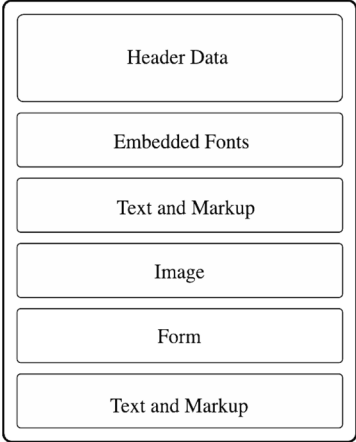 Header Data
Embedded Fonts
Text and Markup
Image
Form
Text and Markup